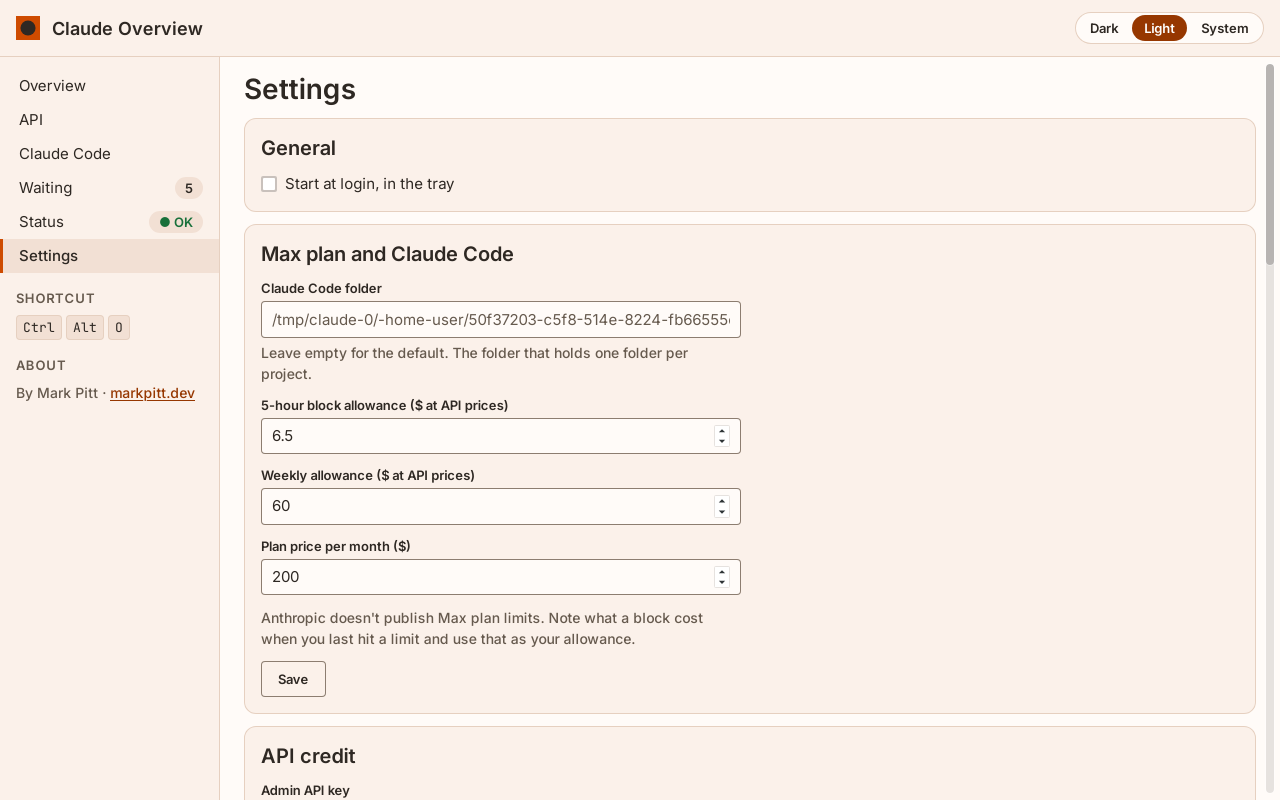 Claude Overview
Dark
Light
System
Overview
API
Claude Code
Waiting
5
Status
OK
Settings
SHORTCUT
Ctrl
Alt
O
ABOUT
By Mark Pitt · markpitt.dev
Settings
General
Start at login, in the tray
Max plan and Claude Code
Claude Code folder
/tmp/claude-0/-home-user/50f37203-c5f8-514e-8224-fb66555
Leave empty for the default. The folder that holds one folder per
project.
5-hour block allowance ($ at API prices)
6.5
Weekly allowance ($ at API prices)
60
Plan price per month ($)
200
Anthropic doesn't publish Max plan limits. Note what a block cost
when you last hit a limit and use that as your allowance.
Save
API credit
Admin API key